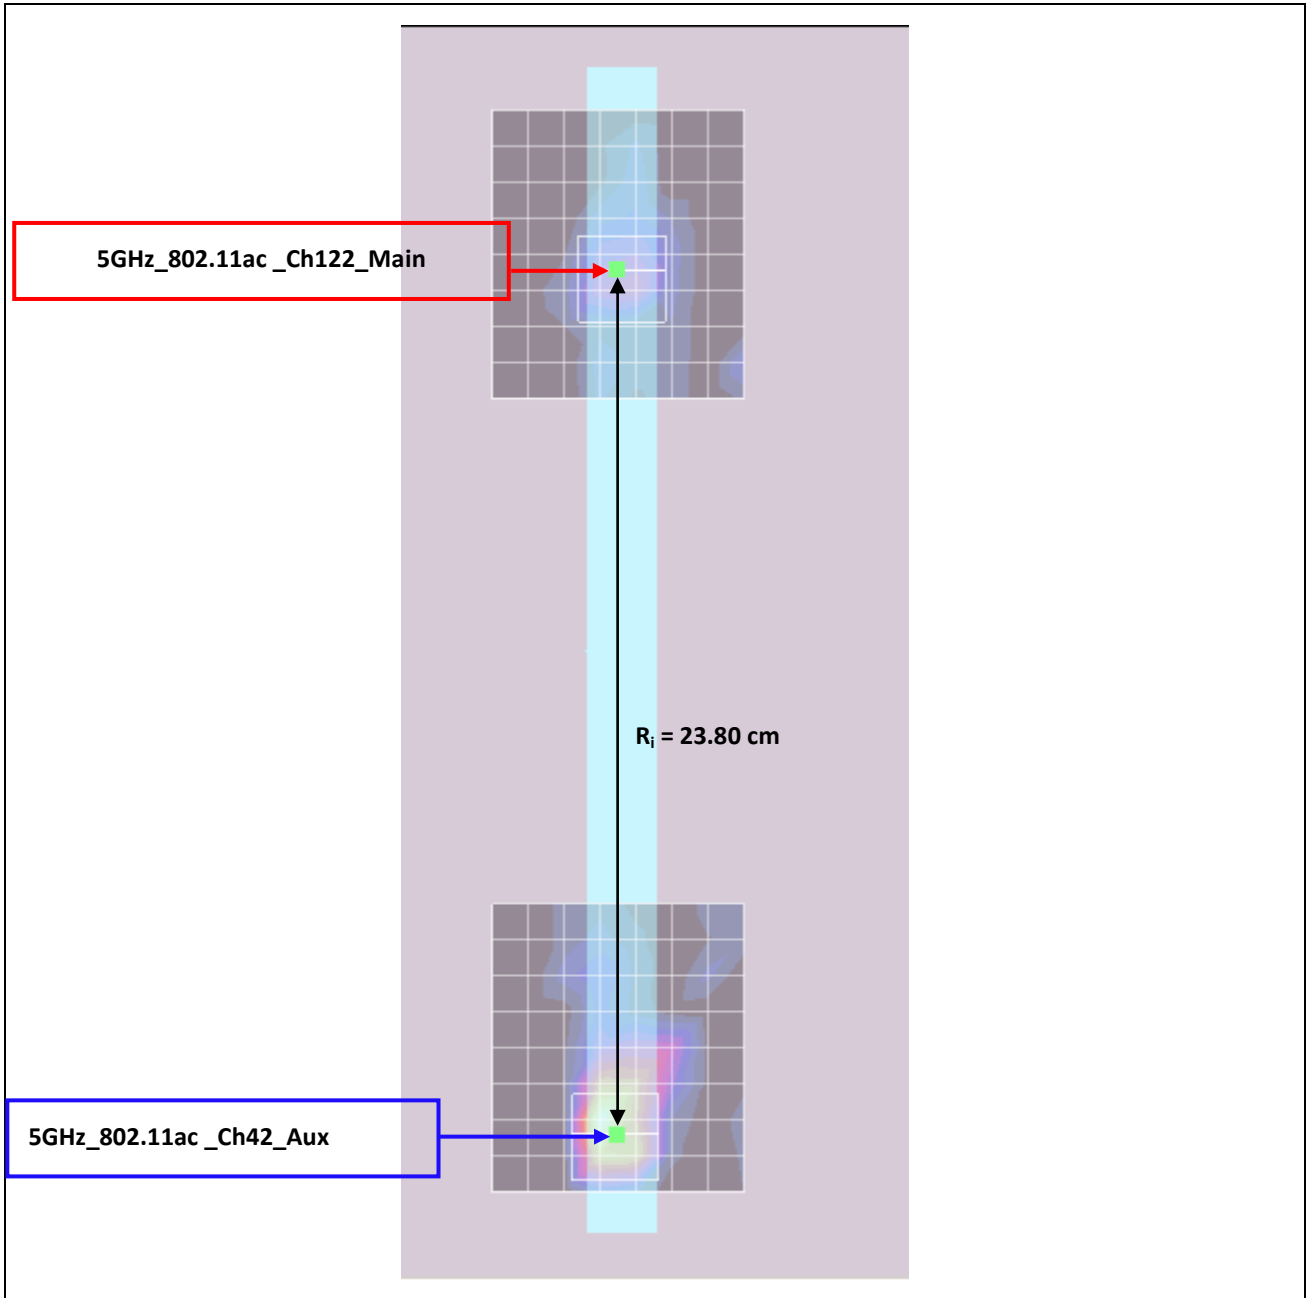 5GHz_802.11ac _Ch122_Main
Rᵢ = 23.80 cm
5GHz_802.11ac _Ch42_Aux